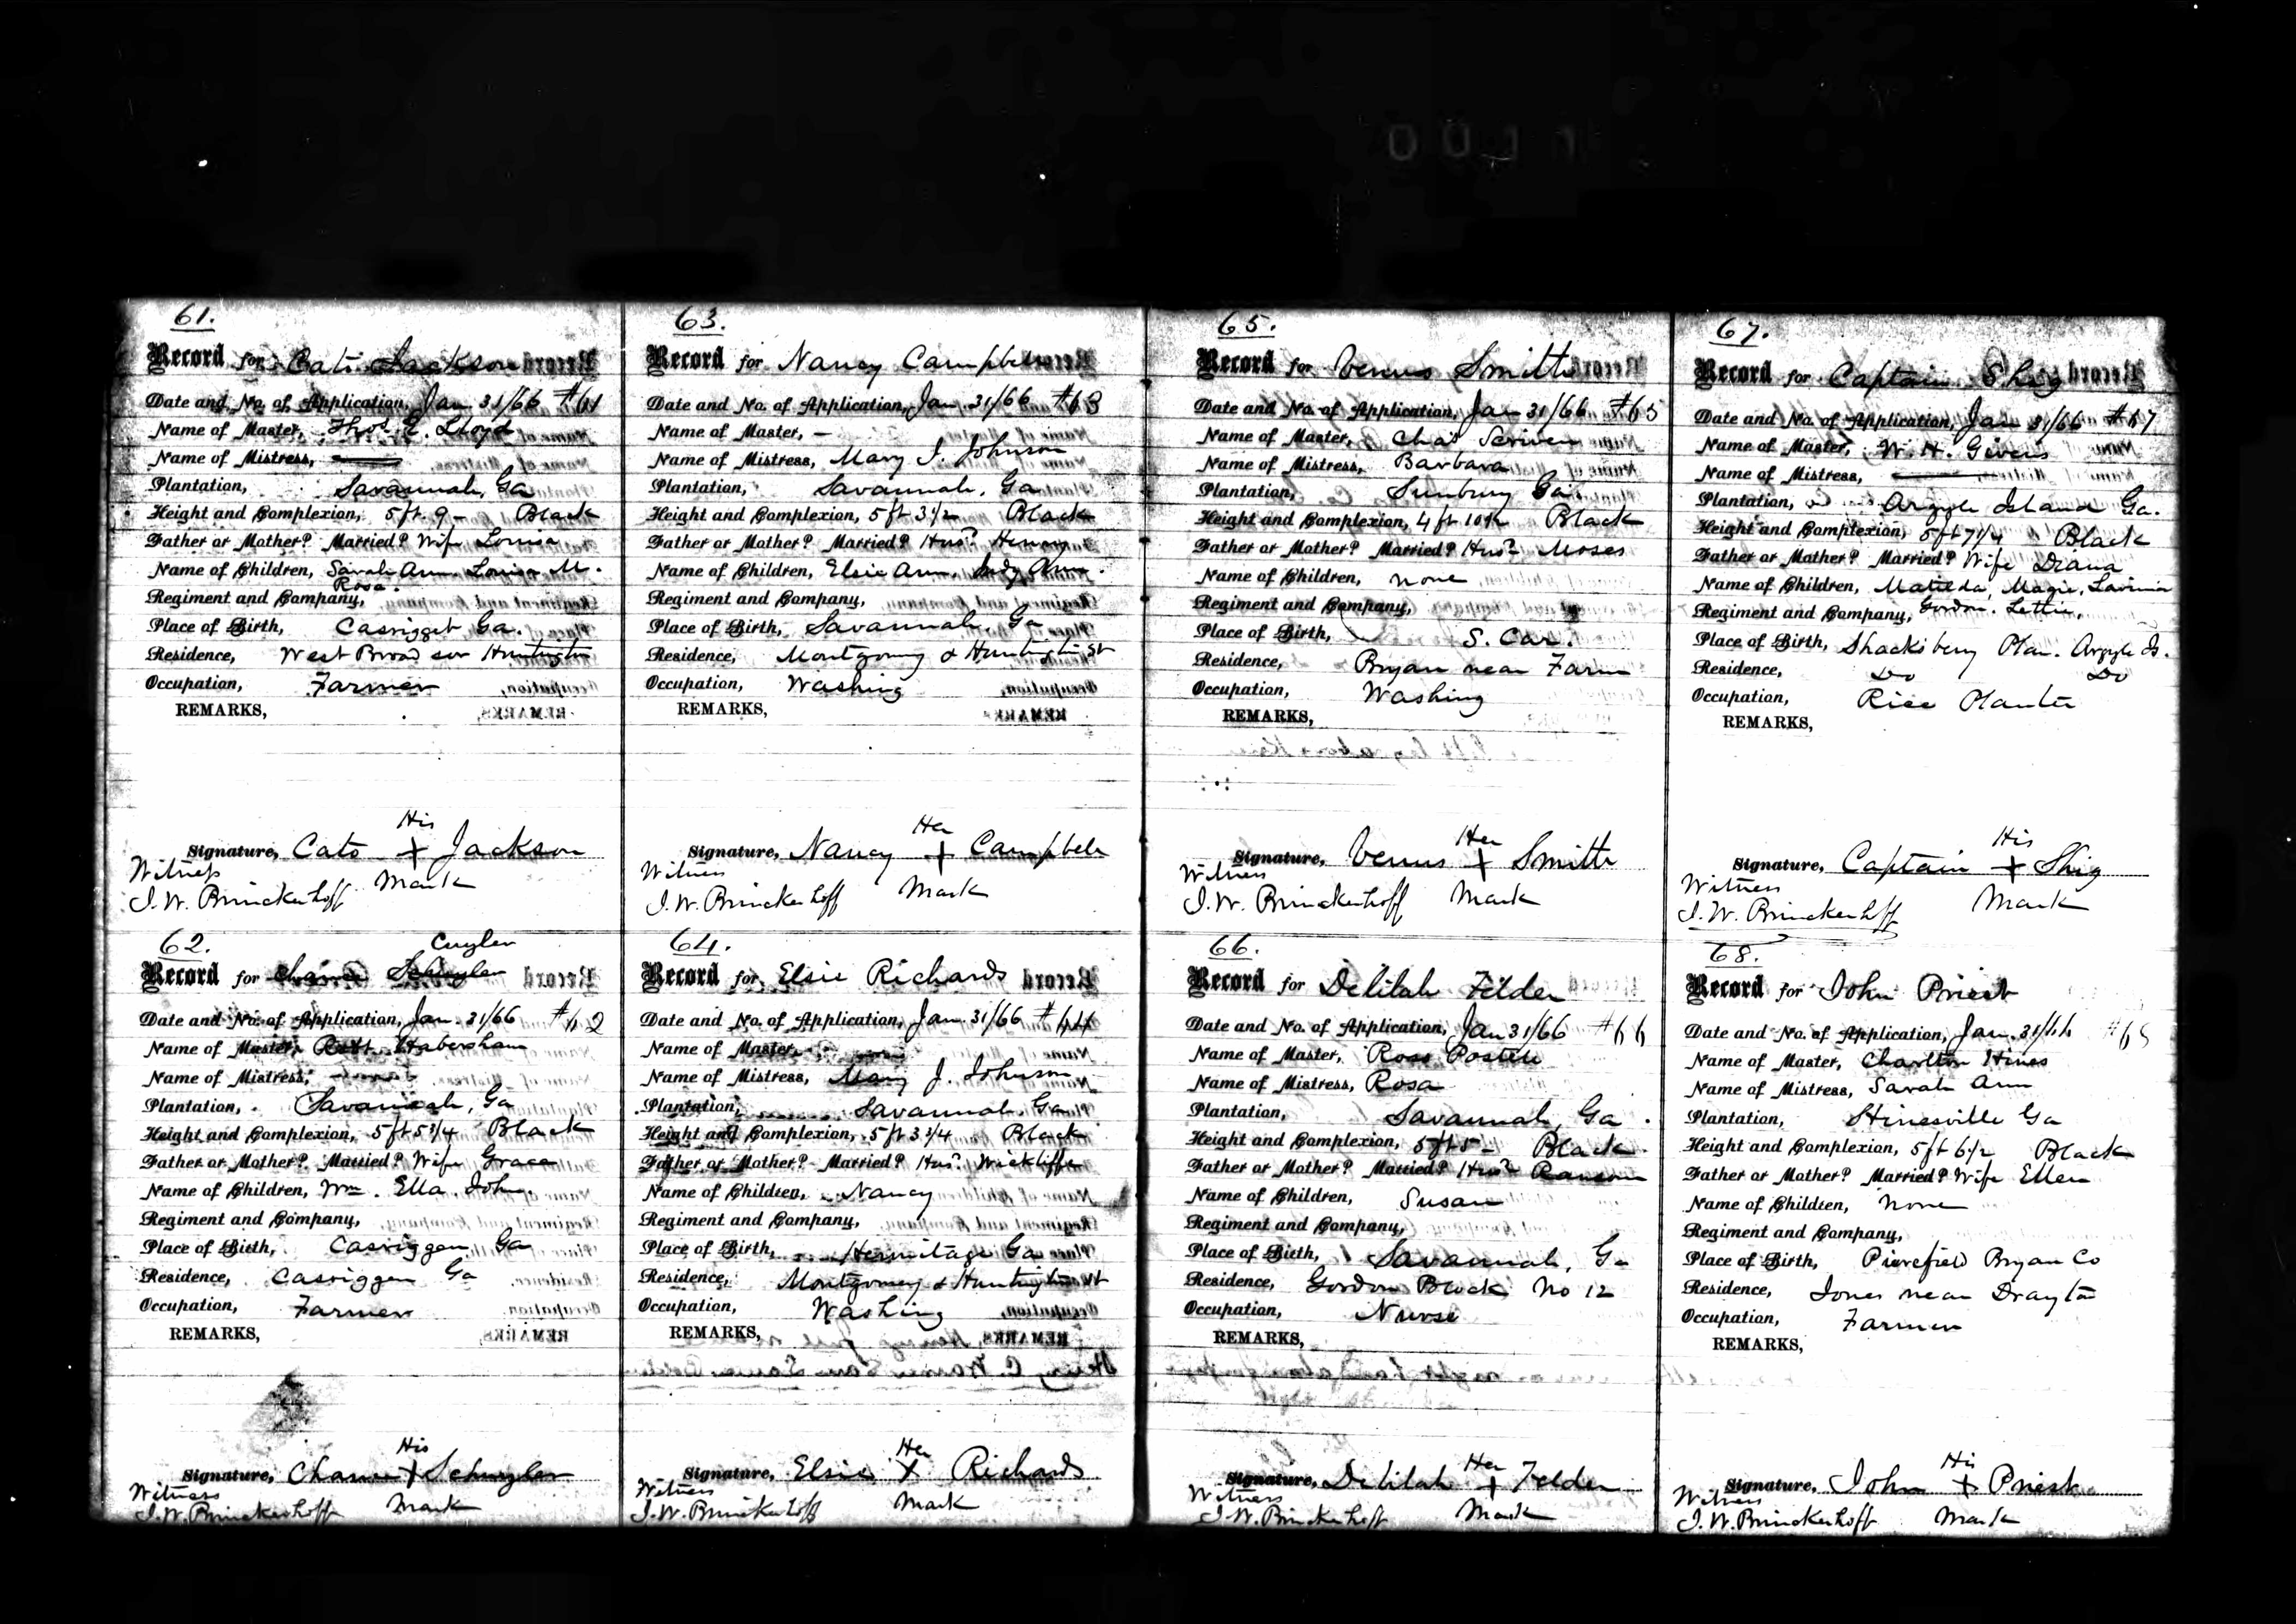 61.
Record for Cato Jackson
Date and No. of Application, Jan 31/66 #61
Name of Master, Thos. E. Lloyd
Name of Mistress,
Plantation, Savannah, Ga
Height and Complexion, 5 ft 9 - Black
Father or Mother? Married? Wife Louisa
Name of Children, Sarah Ann. Louisa M.
Rosa.
Regiment and Company,
Place of Birth, Casrigget Ga.
Residence, West Broad cor Huntington
Occupation, Farmer
REMARKS,
His
Signature, Cato + Jackson
Witness Mark
J.W. Brinckerhoff
62.
Cuyler
Record for Chance Schuyler
Date and No. of Application, Jan. 31/66 #62
Name of Master, Robt. Habersham
Name of Mistress,
Plantation, Savannah, Ga
Height and Complexion, 5 ft 5 3/4 Black
Father or Mother? Married? Wife Grace
Name of Children, Wm. Ella. John
Regiment and Company,
Place of Birth, Casriggen, Ga
Residence, Casriggen Ga
Occupation, Farmer
REMARKS,
His
Signature, Chance + Schuyler
Witness Mark
J.W. Brinckerhoff
63.
Record for Nancy Campbell
Date and No. of Application, Jan 31/66 #63
Name of Master, -
Name of Mistress, Mary J. Johnson
Plantation, Savannah, Ga
Height and Complexion, 5 ft 3 1/2 Black
Father or Mother? Married? Hus? Henry
Name of Children, Elsie Ann, Judy Ann.
Regiment and Company,
Place of Birth, Savannah, Ga
Residence, Montgomy & Huntington St
Occupation, Washing
REMARKS,
Her
Signature, Nancy + Campbell
Witness Mark
J.W. Brinckerhoff
64.
Record for Elsie Richards
Date and No. of Application, Jan 31/66 #64
Name of Master,
Name of Mistress, Mary J. Johnson
Plantation, Savannah, Ga
Height and Complexion, 5 ft 3 3/4 Black
Father or Mother? Married? Hus? Wickliffe
Name of Children, Nancy
Regiment and Company,
Place of Birth, Hermitage Ga
Residence, Montgomery & Huntington St
Occupation, Washing
REMARKS,
Her
Signature, Elsie X Richards
Witness Mark
J.W. Brinckerhoff
65.
Record for Venus Smith
Date and No. of Application, Jan 31/66 #65
Name of Master, Chas Scriven
Name of Mistress, Barbara
Plantation, Sunbury Ga.
Height and Complexion, 4 ft 10 1/2 Black
Father or Mother? Married? Hus? Moses
Name of Children, none
Regiment and Company,
Place of Birth, S. Car.
Residence, Bryan near Farm
Occupation, Washing
REMARKS,
Her
Signature, Venus + Smith
Witness Mark
J.W. Brinckerhoff
66.
Record for Delilah Felder
Date and No. of Application, Jan 31/66 #66
Name of Master, Ross Postell
Name of Mistress, Rosa
Plantation, Savannah, Ga.
Height and Complexion, 5 ft 5 - Black
Father or Mother? Married? Hus? Ransom
Name of Children, Susan
Regiment and Company,
Place of Birth, Savannah, Ga
Residence, Gordon Block No 12
Occupation, Nurse
REMARKS,
Her
Signature, Delilah + Felder
Witness Mark
J.W. Brinckerhoff
67.
Record for Captain Shig
Date and No. of Application, Jan 31/66 #67
Name of Master, W. H. Givens
Name of Mistress,
Plantation, Argyle Island Ga.
Height and Complexion, 5 ft 7 1/4 Black
Father or Mother? Married? Wife Diana
Name of Children, Matilda, Magie, Lavinia
Regiment and Company, Gordon. Lettie,
Place of Birth, Shacksbery Plan. Argyle Is.
Residence, Do Do
Occupation, Rice Planter
REMARKS,
His
Signature, Captain + Shig
Witness Mark
J.W. Brinckerhoff
68.
Record for John Priest
Date and No. of Application, Jan. 31/66 #68
Name of Master, Charlton Hines
Name of Mistress, Sarah Ann
Plantation, Hinesville Ga
Height and Complexion, 5 ft 6 1/2 Black
Father or Mother? Married? Wife Ellen
Name of Children, None
Regiment and Company,
Place of Birth, Pierefield Bryan Co
Residence, Jones near Drayton
Occupation, Farmer
REMARKS,
His
Signature, John + Priest
Witness Mark
J.W. Brinckerhoff